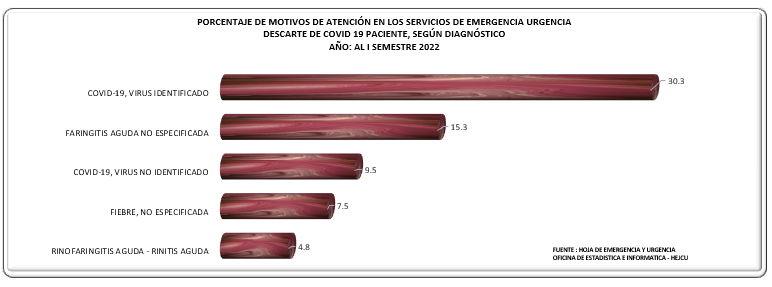 PORCENTAJE DE MOTIVOS DE ATENCIÓN EN LOS SERVICIOS DE EMERGENCIA URGENCIA
DESCARTE DE COVID 19 PACIENTE, SEGÚN DIAGNÓSTICO
AÑO: AL I SEMESTRE 2022
COVID-19, VIRUS IDENTIFICADO 30.3
FARINGITIS AGUDA NO ESPECIFICADA 15.3
COVID-19, VIRUS NO IDENTIFICADO 9.5
FIEBRE, NO ESPECIFICADA 7.5
RINOFARINGITIS AGUDA - RINITIS AGUDA 4.8
FUENTE : HOJA DE EMERGENCIA Y URGENCIA
OFICINA DE ESTADISTICA E INFORMATICA - HEJCU